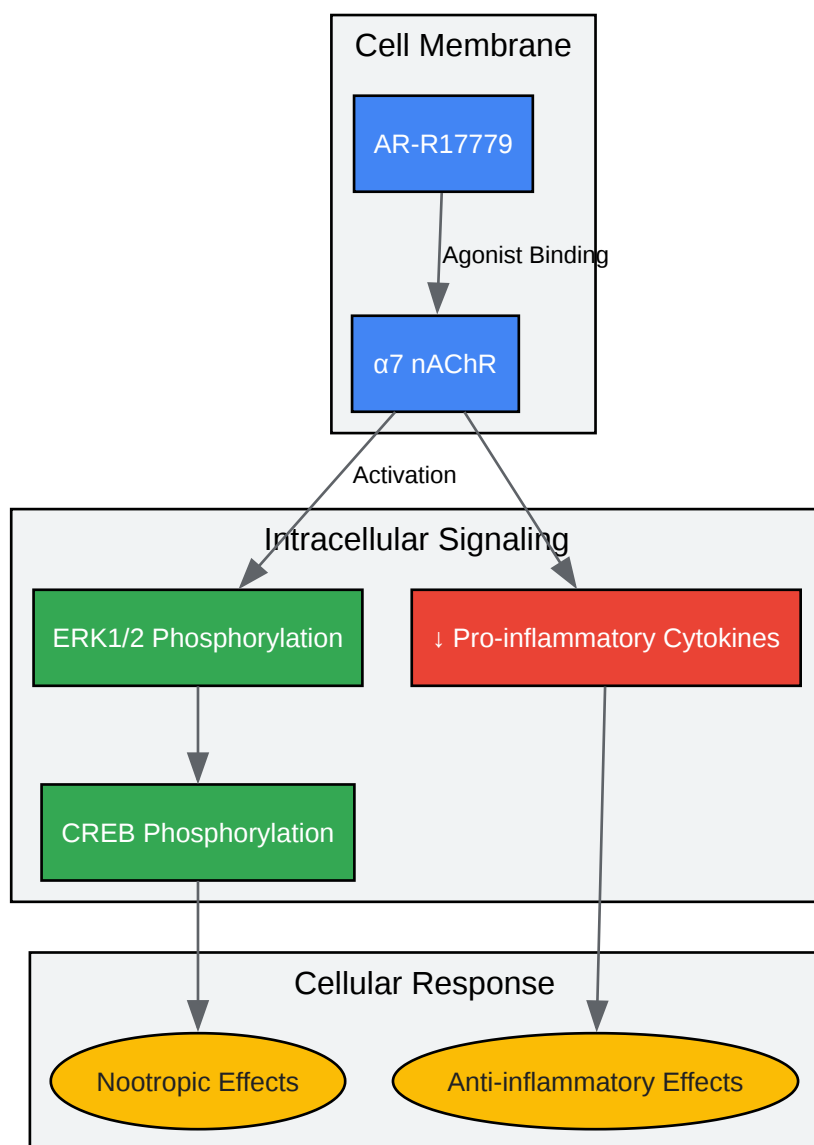 Cell Membrane
AR-R17779
Agonist Binding
α7 nAChR
Activation
Intracellular Signaling
ERK1/2 Phosphorylation
↓ Pro-inflammatory Cytokines
CREB Phosphorylation
Cellular Response
Nootropic Effects
Anti-inflammatory Effects